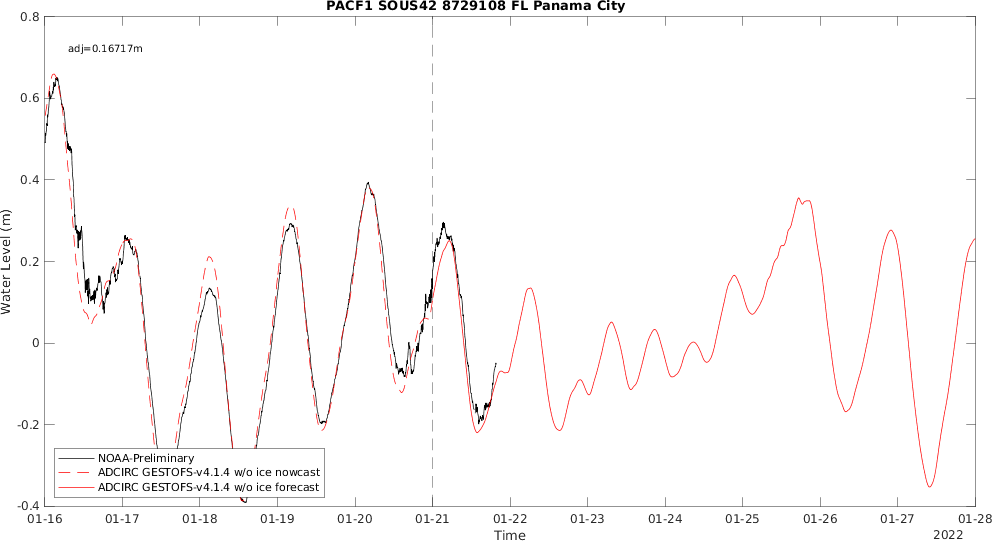 PACF1 SOUS42 8729108 FL Panama City
adj=0.16717m
0.8
0.6
0.4
0.2
0
-0.2
-0.4
Water Level (m)
NOAA-Preliminary
ADCIRC GESTOFS-v4.1.4 w/o ice nowcast
ADCIRC GESTOFS-v4.1.4 w/o ice forecast
01-16 01-17 01-18 01-19 01-20 01-21 01-22 01-23 01-24 01-25 01-26 01-27 01-28
Time
2022